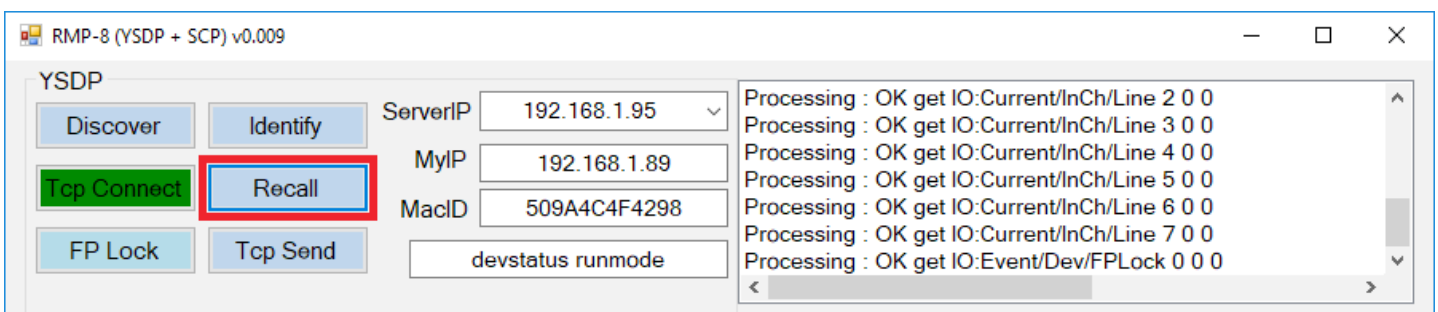 RMP-8 (YSDP + SCP) v0.009
YSDP
Discover
Identify
ServerIP
192.168.1.95
MyIP
192.168.1.89
Tcp Connect
Recall
MacID
509A4C4F4298
FP Lock
Tcp Send
devstatus runmode
Processing : OK get IO:Current/InCh/Line 2 0 0
Processing : OK get IO:Current/InCh/Line 3 0 0
Processing : OK get IO:Current/InCh/Line 4 0 0
Processing : OK get IO:Current/InCh/Line 5 0 0
Processing : OK get IO:Current/InCh/Line 6 0 0
Processing : OK get IO:Current/InCh/Line 7 0 0
Processing : OK get IO:Event/Dev/FPLock 0 0 0